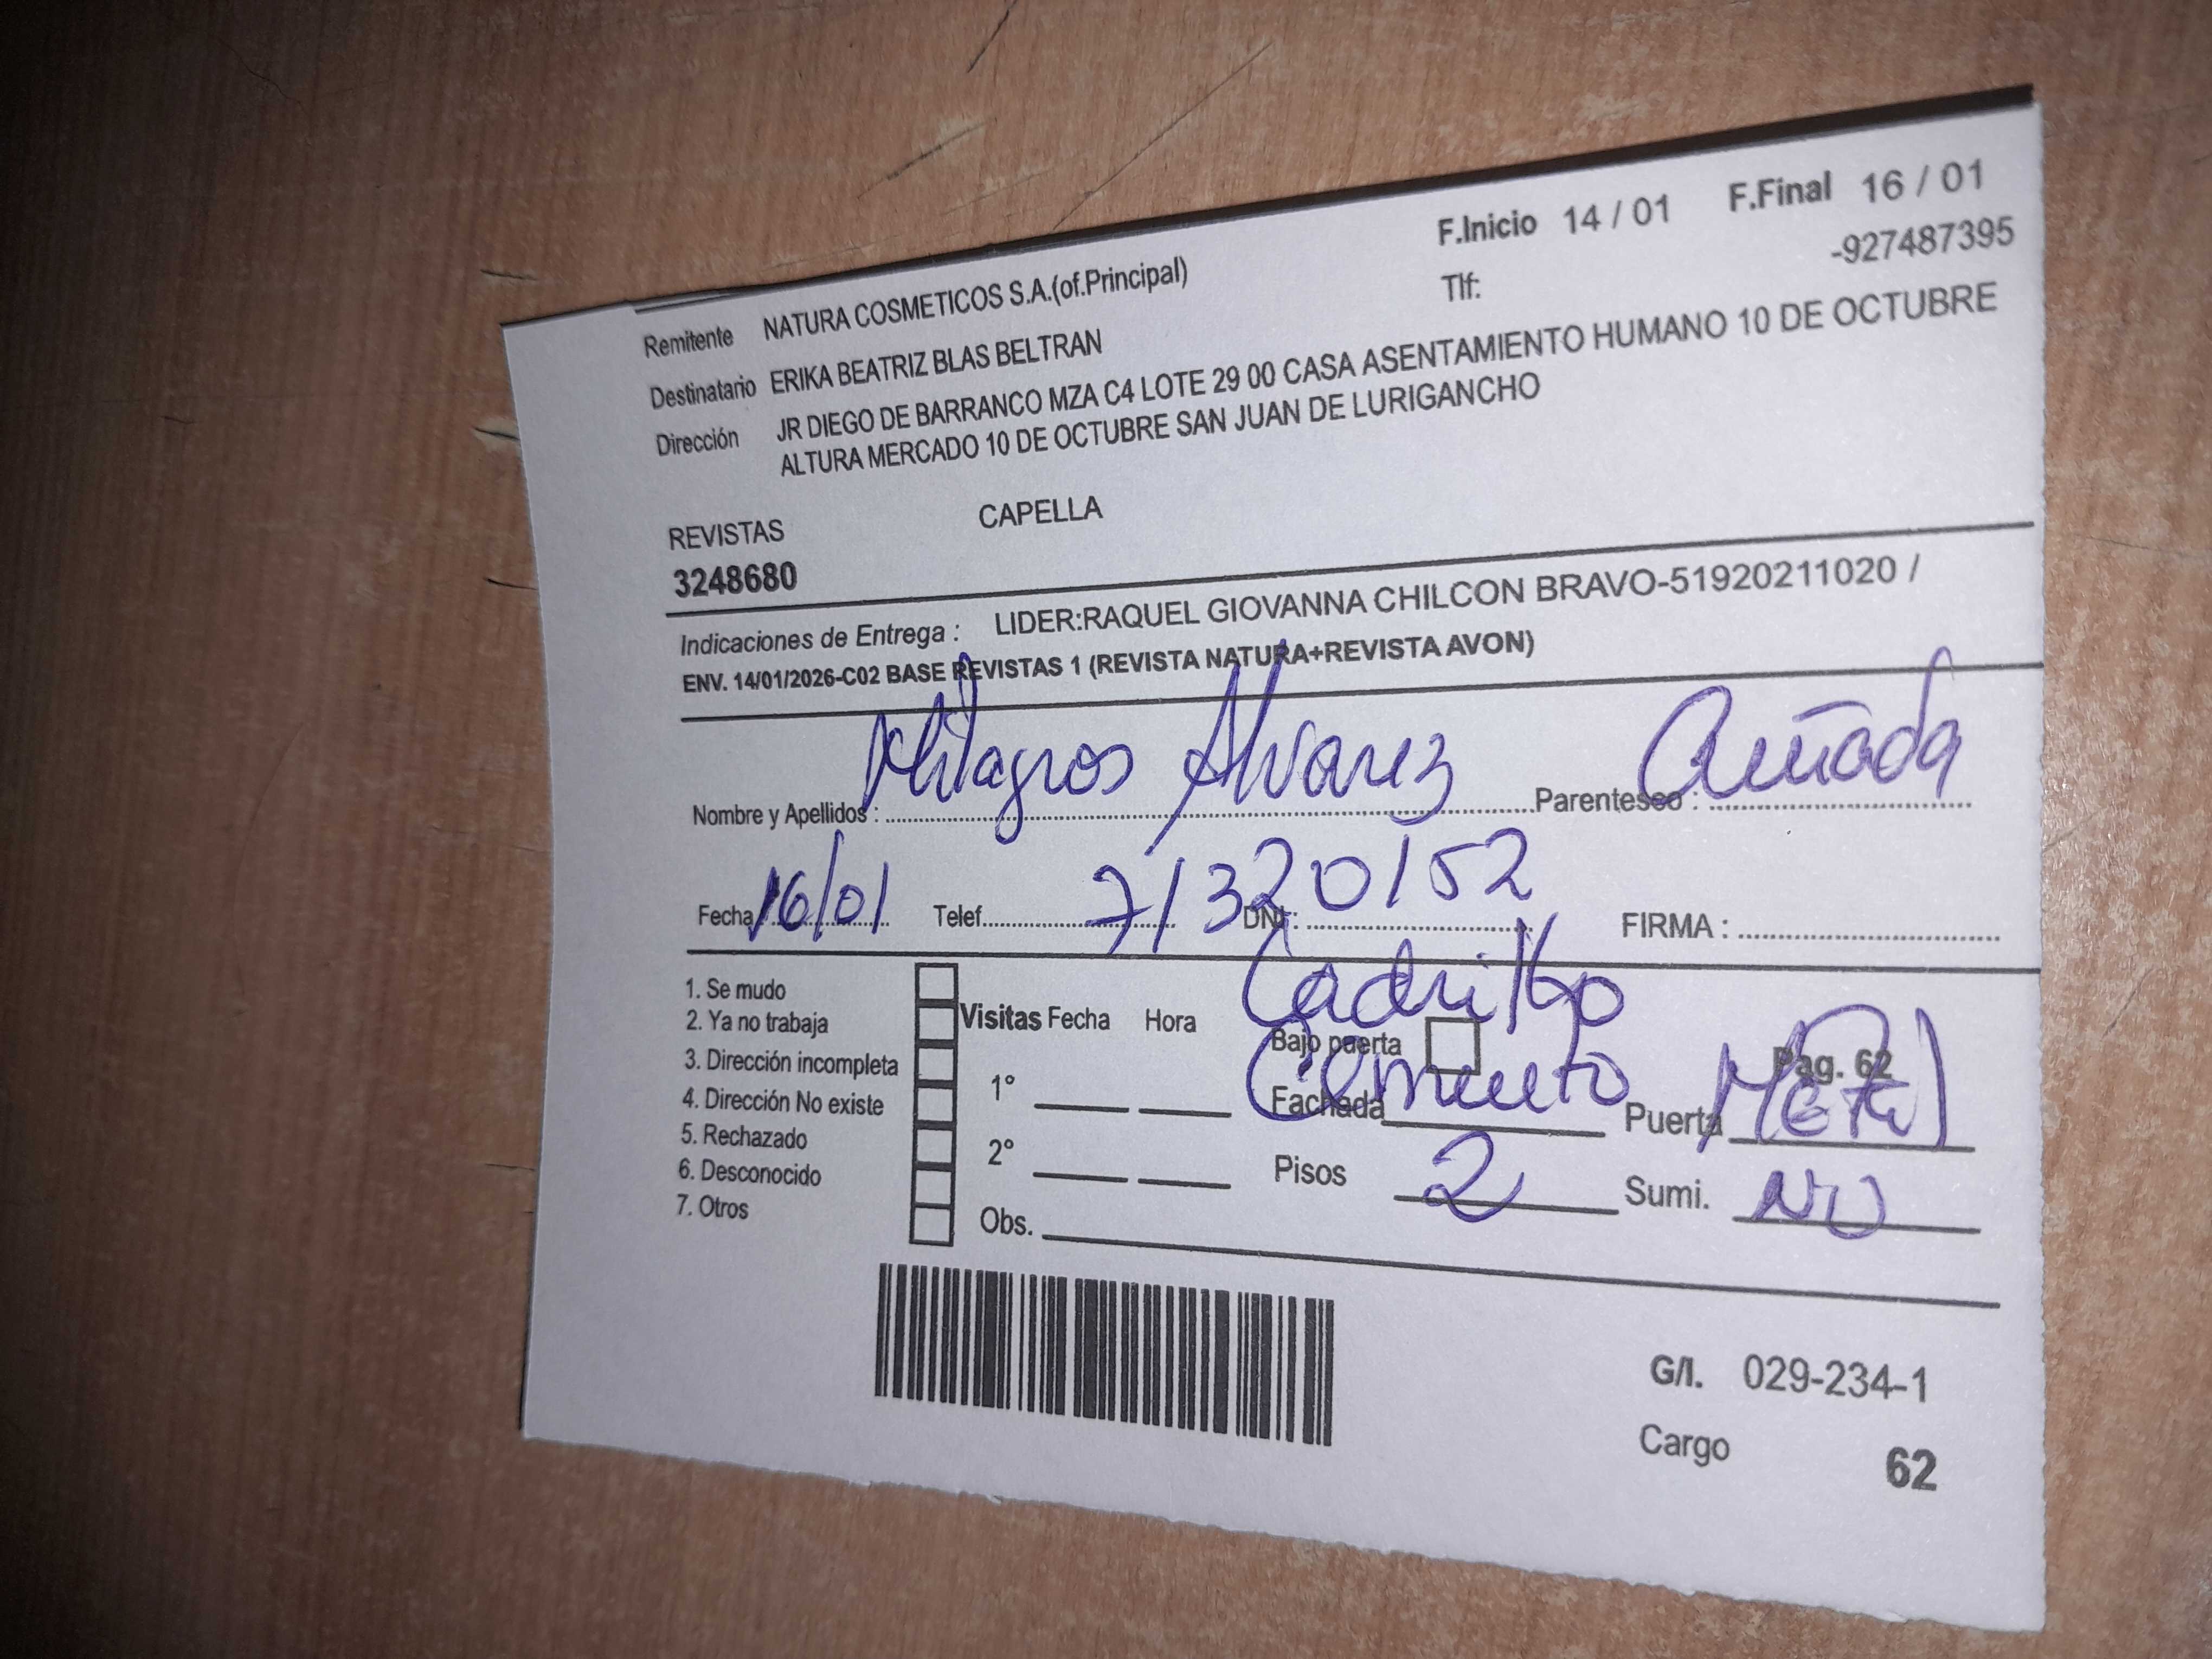 F.Inicio 14 / 01 F.Final 16 / 01
Remitente NATURA COSMETICOS S.A.(of.Principal) Tlf: -927487395
Destinatario ERIKA BEATRIZ BLAS BELTRAN
Dirección JR DIEGO DE BARRANCO MZA C4 LOTE 29 00 CASA ASENTAMIENTO HUMANO 10 DE OCTUBRE
ALTURA MERCADO 10 DE OCTUBRE SAN JUAN DE LURIGANCHO
REVISTAS CAPELLA
3248680
Indicaciones de Entrega : LIDER:RAQUEL GIOVANNA CHILCON BRAVO-51920211020 /
ENV. 14/01/2026-C02 BASE REVISTAS 1 (REVISTA NATURA+REVISTA AVON)
Nombre y Apellidos : Milagros Alvarez Parentesco : Cuñada
Fecha 16/01 Telef. DNI : 71320152 FIRMA :
1. Se mudo
2. Ya no trabaja
3. Dirección incompleta
4. Dirección No existe
5. Rechazado
6. Desconocido
7. Otros
Visitas Fecha Hora
1°
2°
Obs.
Ladrillo
Bajo puerta Pag. 62
Fachada Cemento Puerta Metal
Pisos 2 Sumi. NO
G/I. 029-234-1
Cargo 62